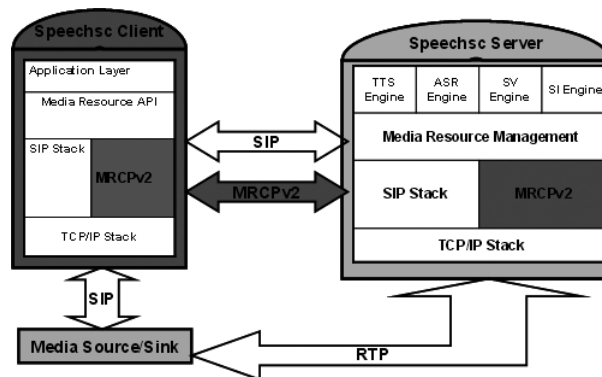 Speechsc Client
Application Layer
Media Resource API
SIP Stack
MRCPv2
TCP/IP Stack
SIP
MRCPv2
Speechsc Server
TTS
Engine
ASR
Engine
SV
Engine
SI Engine
Media Resource Management
SIP Stack
MRCPv2
TCP/IP Stack
SIP
Media Source/Sink
RTP